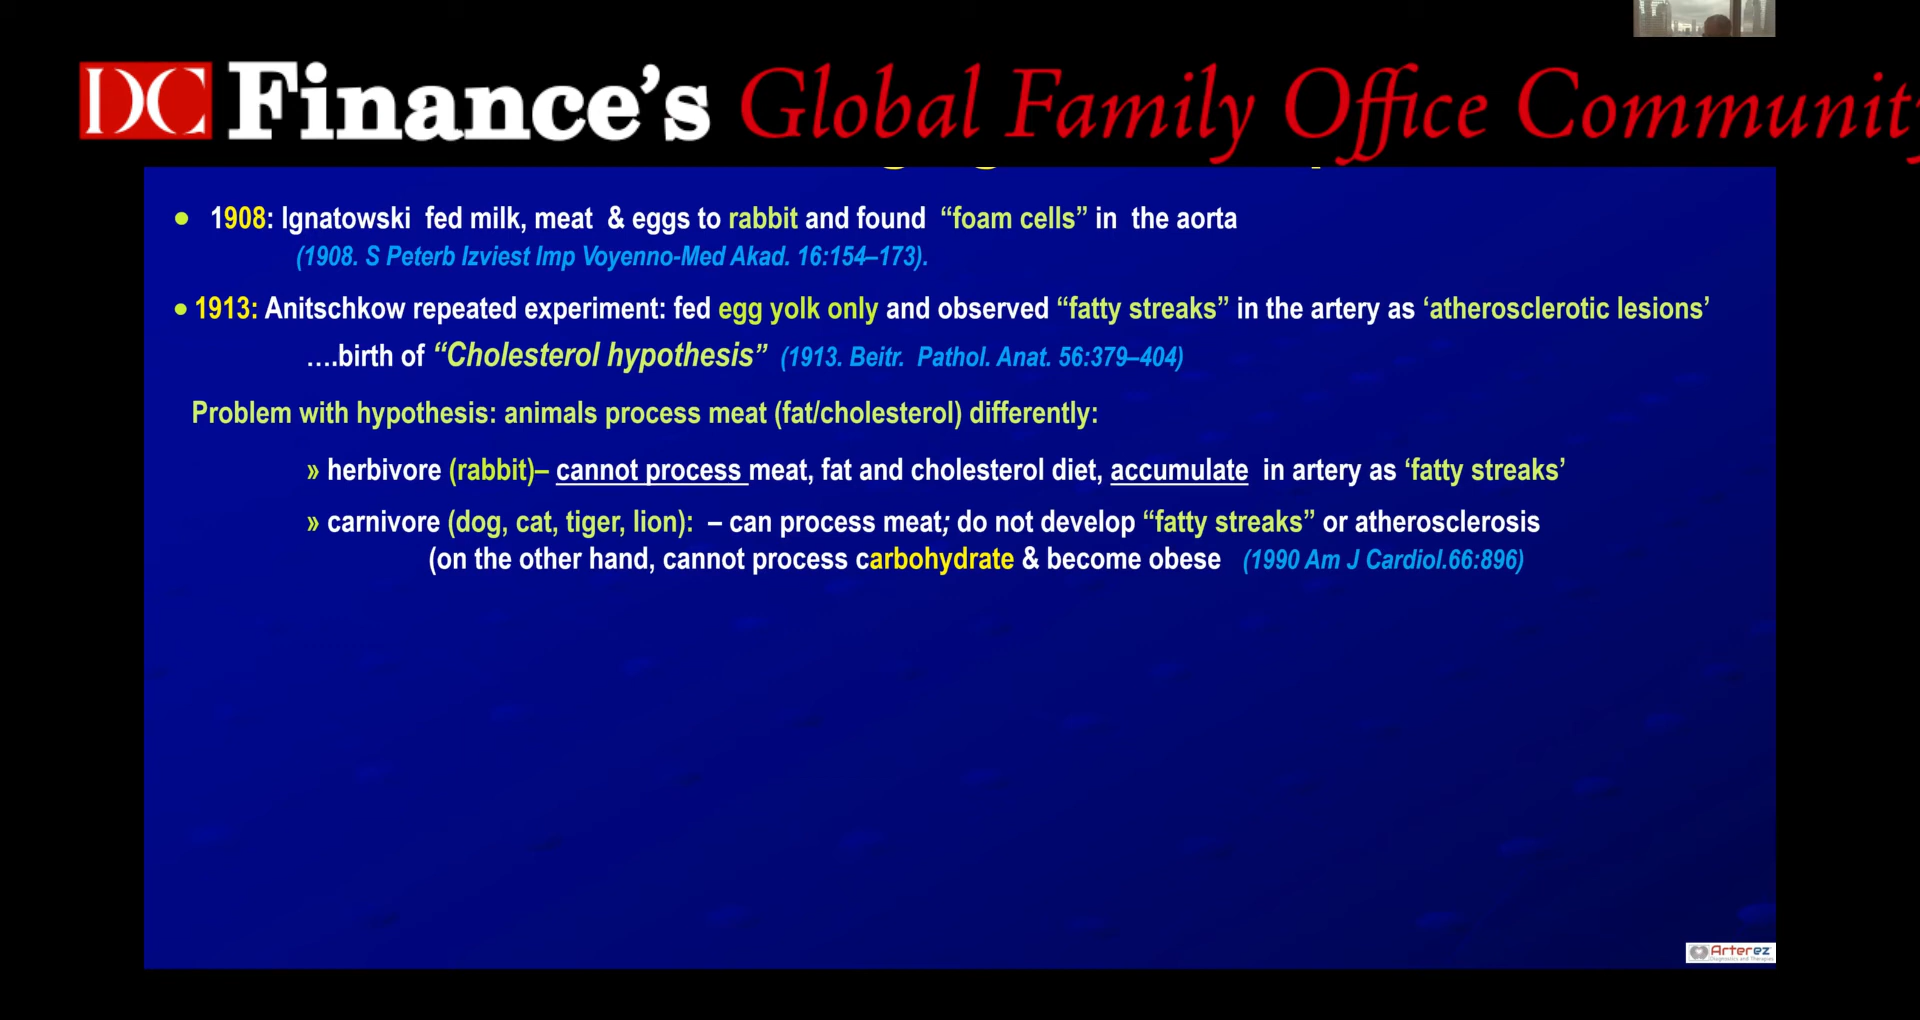 DC Finance's Global Family Office Community
• 1908: Ignatowski fed milk, meat & eggs to rabbit and found “foam cells” in the aorta
(1908. S Peterb Izviest Imp Voyenno-Med Akad. 16:154–173).
• 1913: Anitschkow repeated experiment: fed egg yolk only and observed “fatty streaks” in the artery as ‘atherosclerotic lesions’
....birth of “Cholesterol hypothesis” (1913. Beitr. Pathol. Anat. 56:379–404)
Problem with hypothesis: animals process meat (fat/cholesterol) differently:
» herbivore (rabbit)– cannot process meat, fat and cholesterol diet, accumulate in artery as ‘fatty streaks’
» carnivore (dog, cat, tiger, lion): – can process meat; do not develop “fatty streaks” or atherosclerosis
(on the other hand, cannot process carbohydrate & become obese (1990 Am J Cardiol.66:896)
Arterez
Diagnostics and Therapies